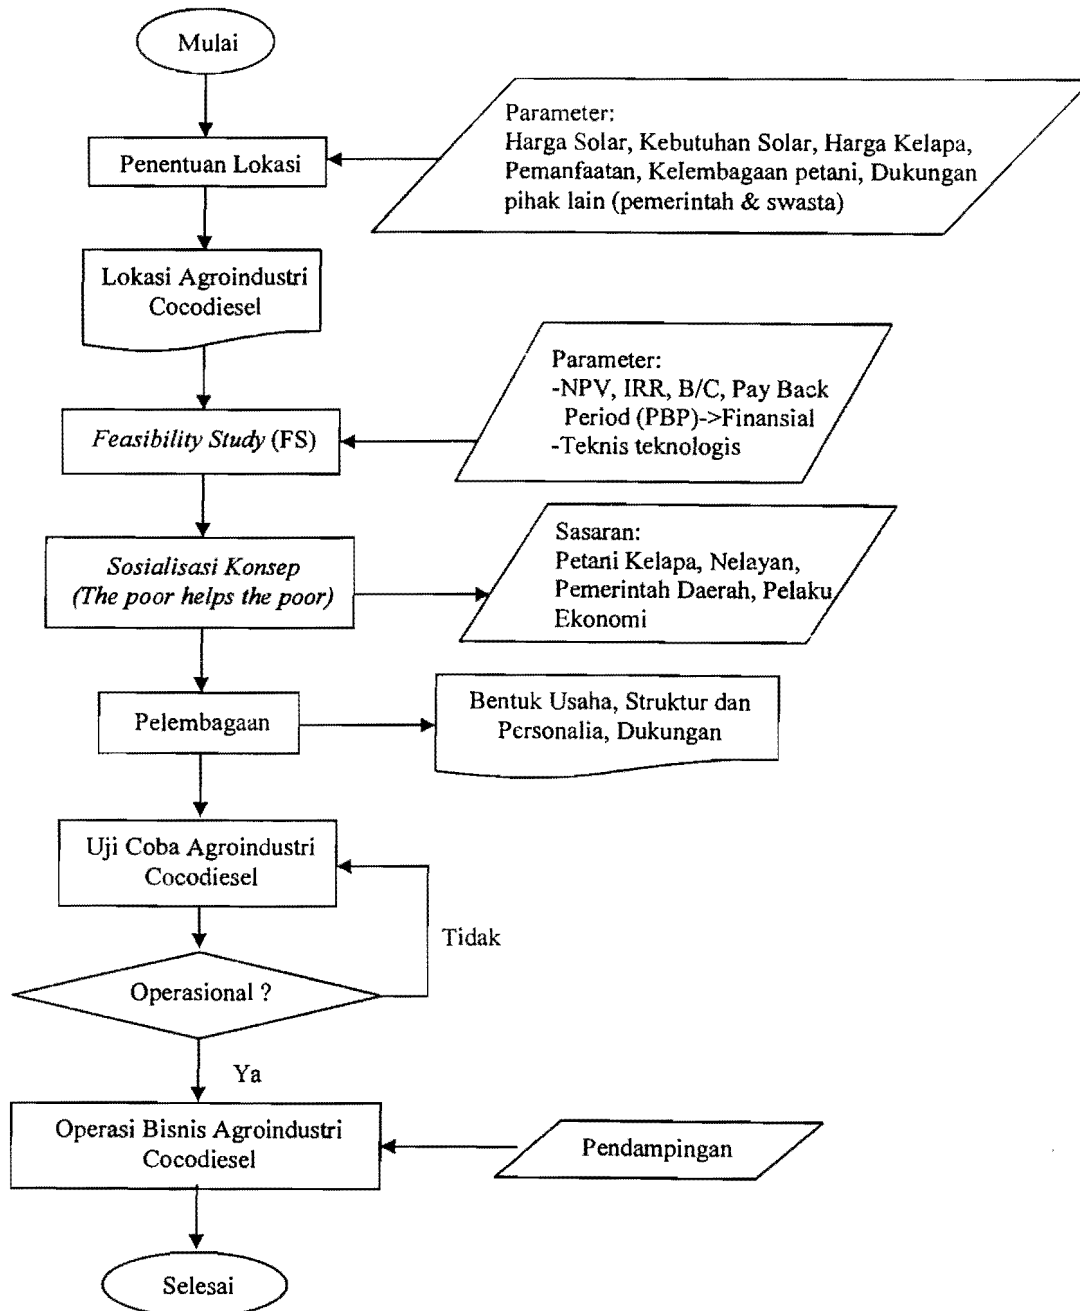 Mulai
Parameter:
Harga Solar, Kebutuhan Solar, Harga Kelapa,
Pemanfaatan, Kelembagaan petani, Dukungan
pihak lain (pemerintah & swasta)
Penentuan Lokasi
Lokasi Agroindustri
Cocodiesel
Parameter:
-NPV, IRR, B/C, Pay Back
Period (PBP)->Finansial
-Teknis teknologis
Feasibility Study (FS)
Sosialisasi Konsep
(The poor helps the poor)
Sasaran:
Petani Kelapa, Nelayan,
Pemerintah Daerah, Pelaku
Ekonomi
Pelembagaan
Bentuk Usaha, Struktur dan
Personalia, Dukungan
Uji Coba Agroindustri
Cocodiesel
Tidak
Operasional ?
Ya
Operasi Bisnis Agroindustri
Cocodiesel
Pendampingan
Selesai